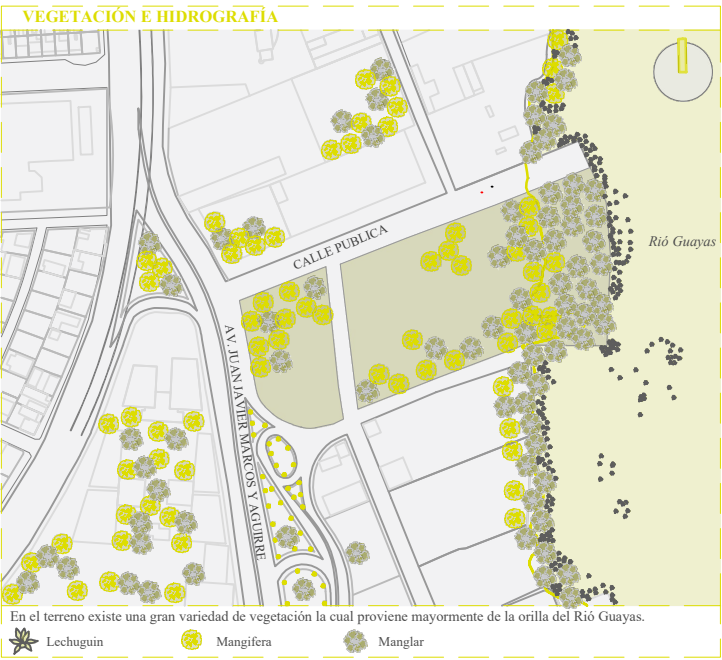 VEGETACIÓN E HIDROGRAFÍA
CALLE PUBLICA
Rió Guayas
AV. JUAN JAVIER MARCOS Y AGUIRRE
En el terreno existe una gran variedad de vegetación la cual proviene mayormente de la orilla del Rió Guayas.
Lechuguin
Mangifera
Manglar